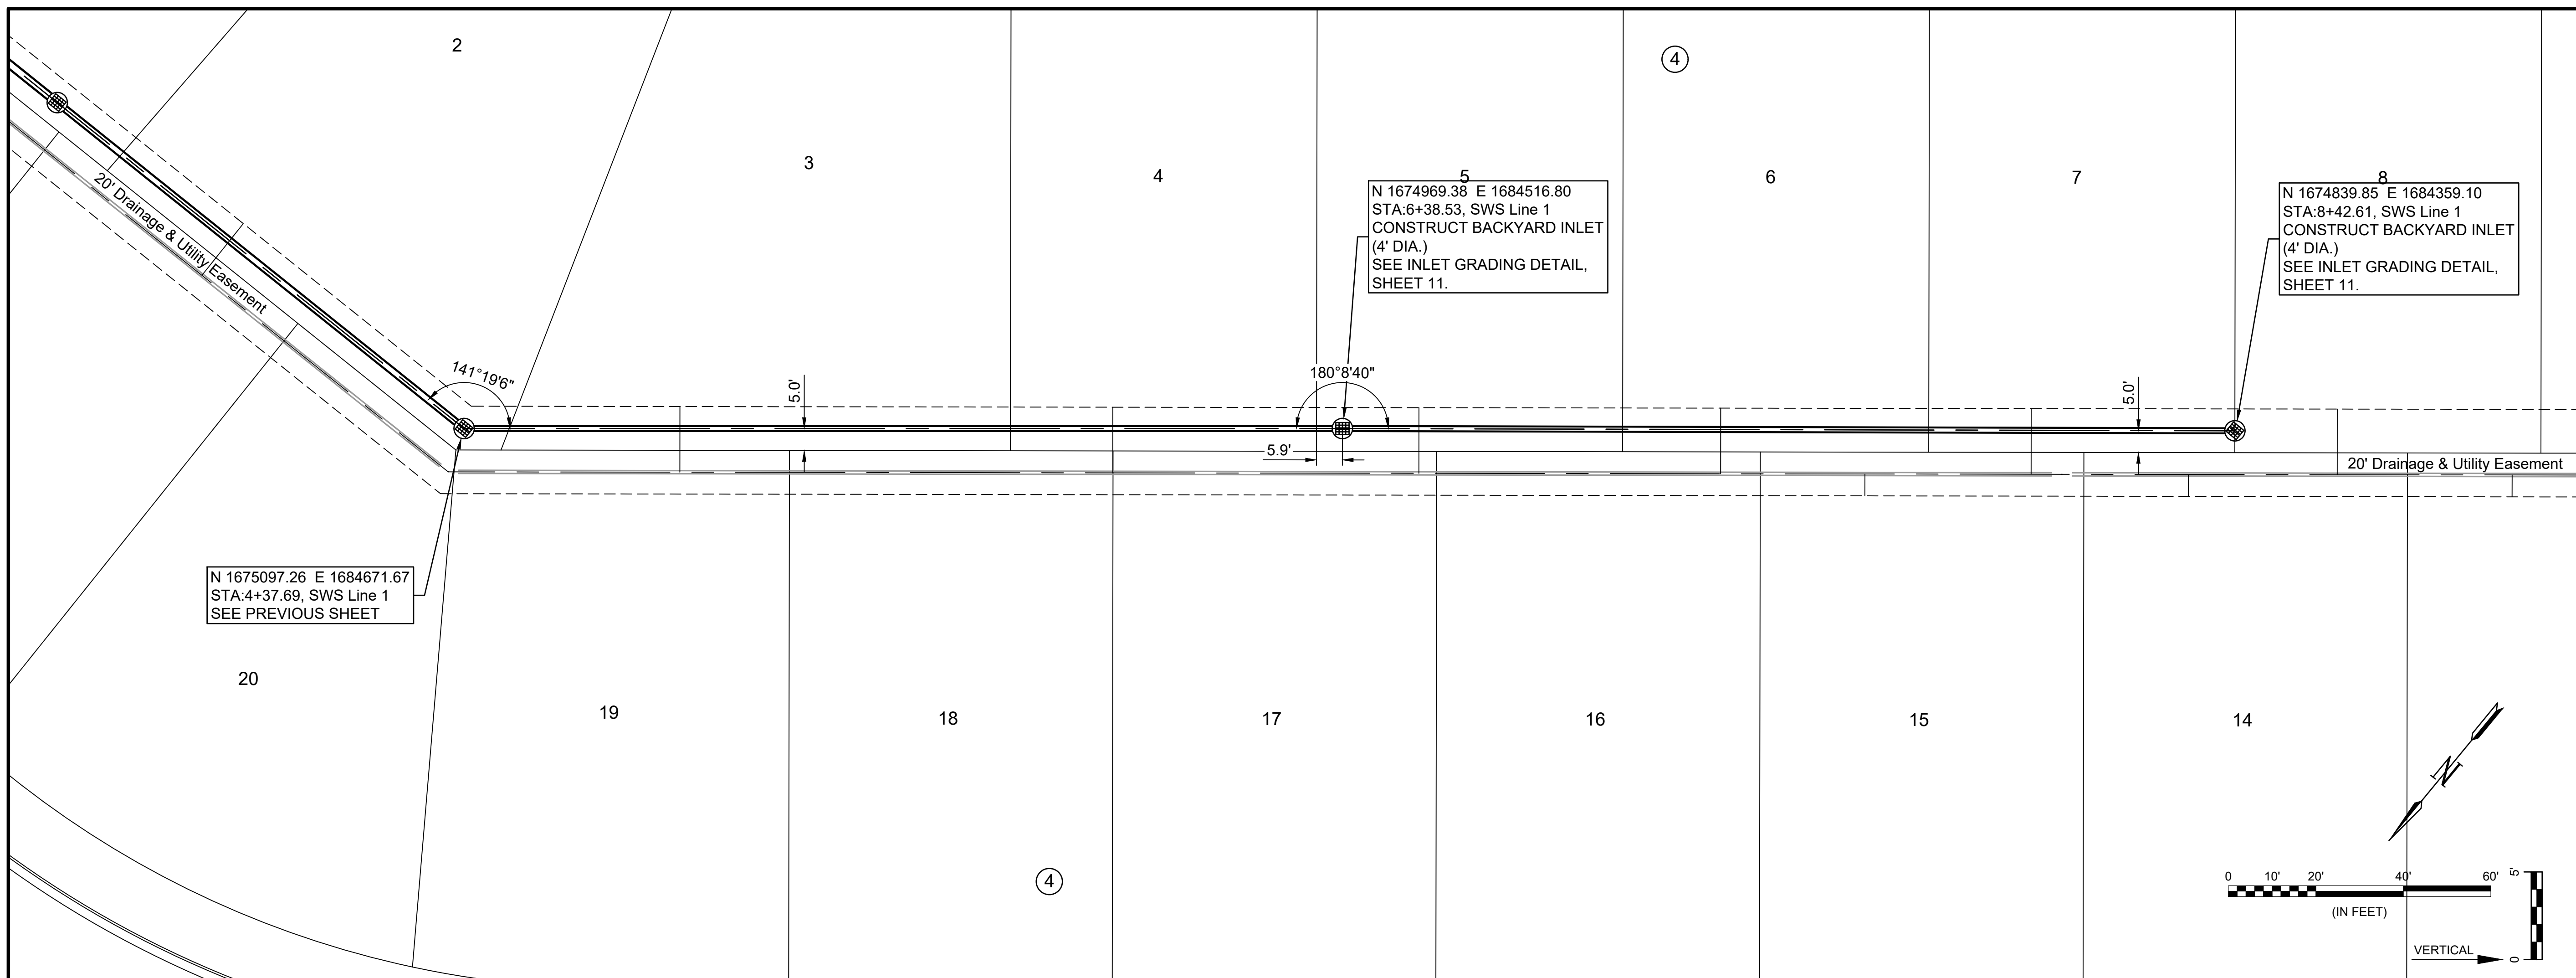 2
4
3
4
5
6
7
8
N 1674969.38 E 1684516.80
STA:6+38.53, SWS Line 1
CONSTRUCT BACKYARD INLET
(4' DIA.)
SEE INLET GRADING DETAIL,
SHEET 11.
N 1674839.85 E 1684359.10
STA:8+42.61, SWS Line 1
CONSTRUCT BACKYARD INLET
(4' DIA.)
SEE INLET GRADING DETAIL,
SHEET 11.
20' Drainage & Utility Easement
141°19'6"
5.0'
180°8'40"
5.0'
5.9'
20' Drainage & Utility Easement
N 1675097.26 E 1684671.67
STA:4+37.69, SWS Line 1
SEE PREVIOUS SHEET
20
19
18
17
16
15
14
N
4
0 10' 20' 40' 60'
(IN FEET)
5'
0
VERTICAL